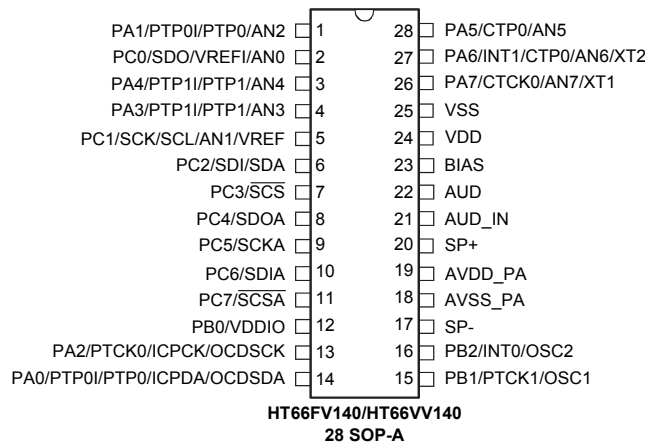 PA1/PTP0I/PTP0/AN2 1 28 PA5/CTP0/AN5
PC0/SDO/VREFI/AN0 2 27 PA6/INT1/CTP0/AN6/XT2
PA4/PTP1I/PTP1/AN4 3 26 PA7/CTCK0/AN7/XT1
PA3/PTP1I/PTP1/AN3 4 25 VSS
PC1/SCK/SCL/AN1/VREF 5 24 VDD
PC2/SDI/SDA 6 23 BIAS
PC3/SCS 7 22 AUD
PC4/SDOA 8 21 AUD_IN
PC5/SCKA 9 20 SP+
PC6/SDIA 10 19 AVDD_PA
PC7/SCSA 11 18 AVSS_PA
PB0/VDDIO 12 17 SP-
PA2/PTCK0/ICPCK/OCDSCK 13 16 PB2/INT0/OSC2
PA0/PTP0I/PTP0/ICPDA/OCDSDA 14 15 PB1/PTCK1/OSC1
HT66FV140/HT66VV140
28 SOP-A